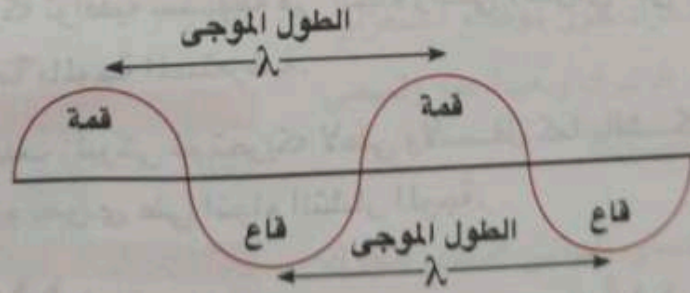 الطول الموجى
λ
قمة
قمة
قاع
قاع
الطول الموجى
λ